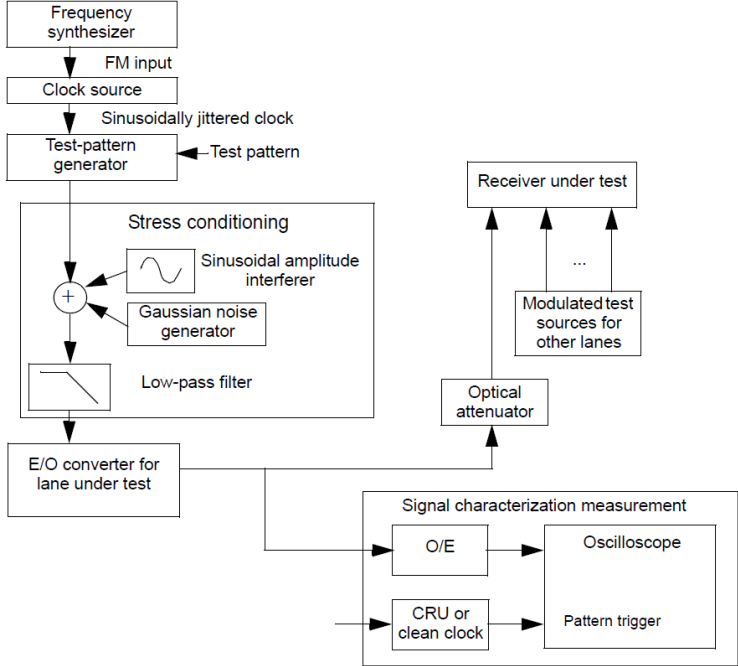 Frequency
synthesizer
FM input
Clock source
Sinusoidally jittered clock
Test-pattern
generator
Test pattern
Stress conditioning
Sinusoidal amplitude
interferer
+
Gaussian noise
generator
Low-pass filter
E/O converter for
lane under test
Receiver under test
...
Modulated test
sources for
other lanes
Optical
attenuator
Signal characterization measurement
O/E
Oscilloscope
CRU or
clean clock
Pattern trigger